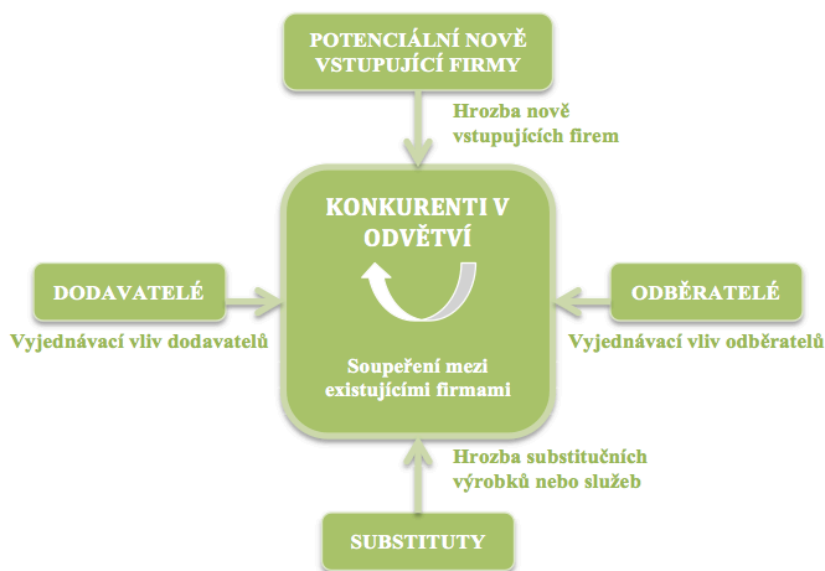 POTENCIÁLNÍ NOVĚ
VSTUPUJÍCÍ FIRMY
Hrozba nově
vstupujících firem
KONKURENTI V
ODVĚTVÍ
DODAVATELÉ
Vyjednávací vliv dodavatelů
ODBĚRATELÉ
Vyjednávací vliv odběratelů
Soupeření mezi
existujícími firmami
Hrozba substitučních
výrobků nebo služeb
SUBSTITUTY